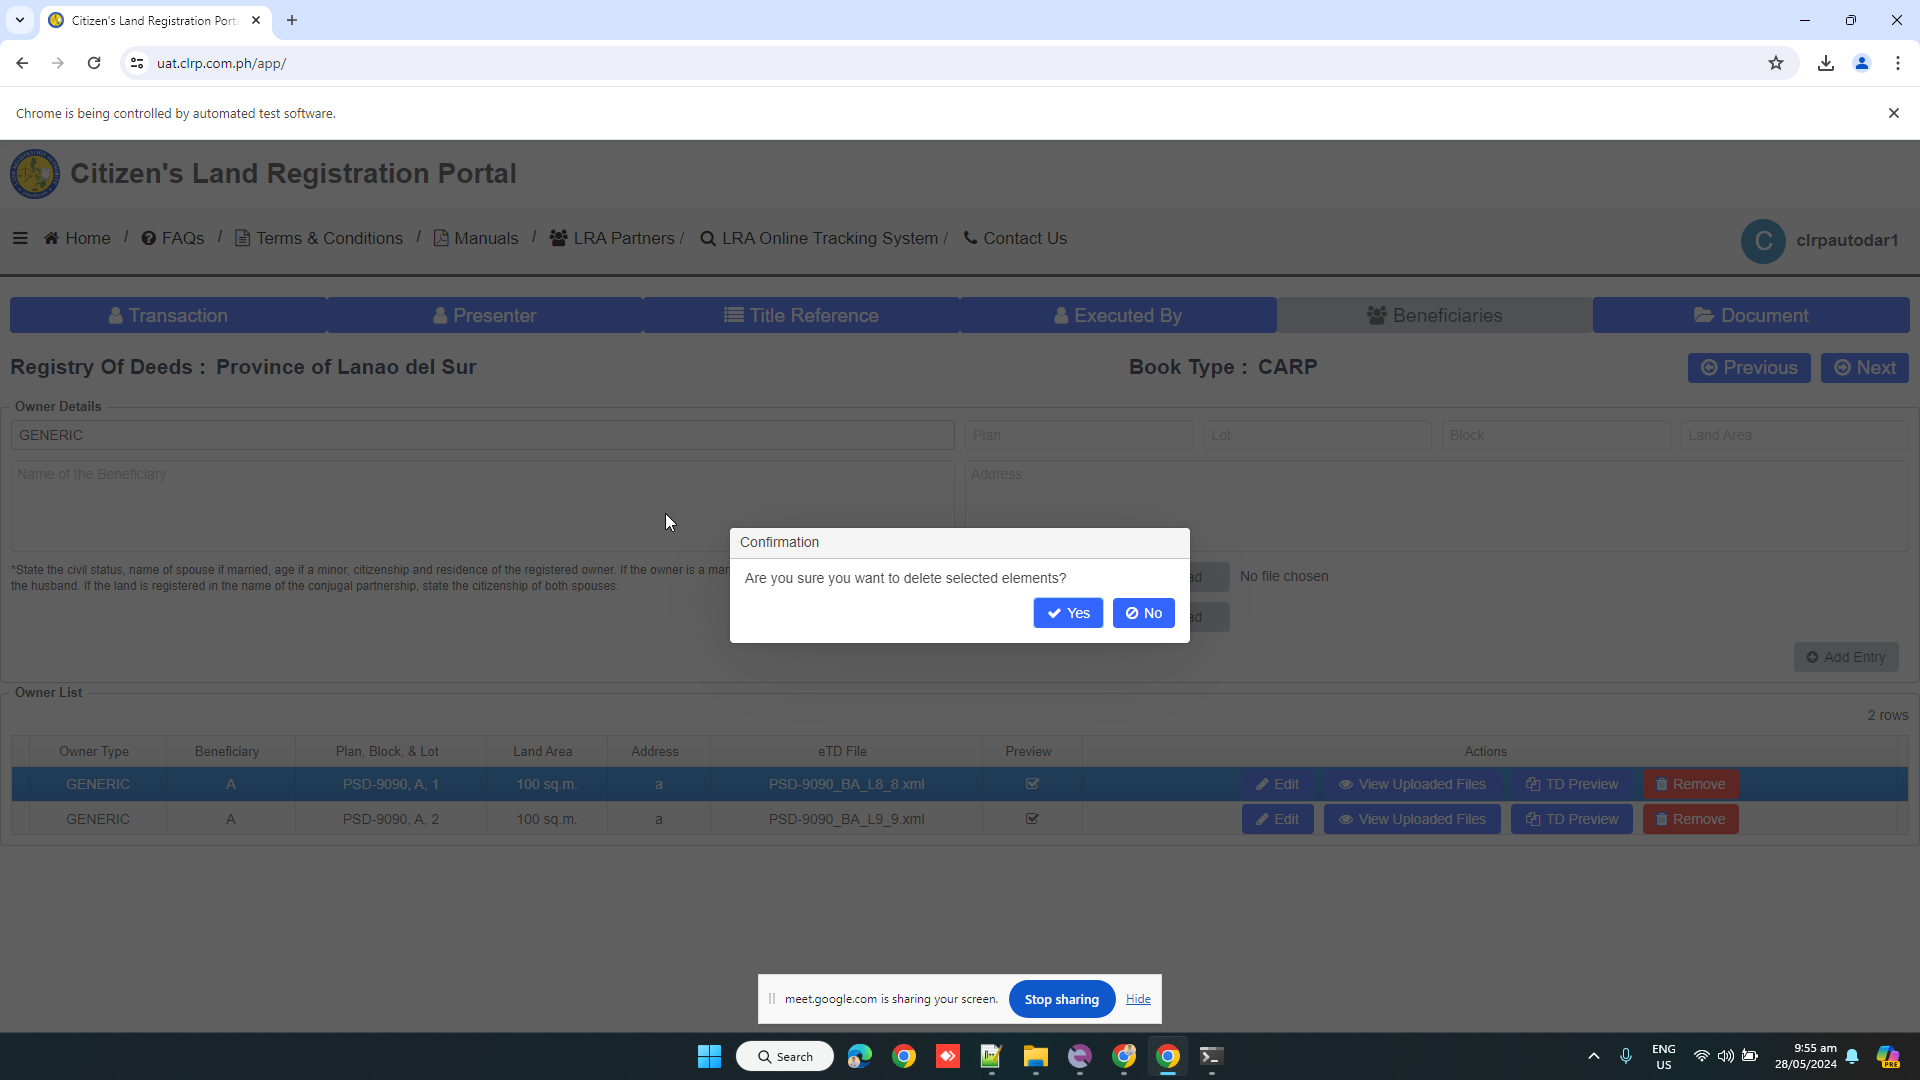 Citizen's Land Registration Port
uat.clrp.com.ph/app/
Chrome is being controlled by automated test software.
Citizen's Land Registration Portal
Home / FAQs / Terms & Conditions / Manuals / LRA Partners / LRA Online Tracking System / Contact Us
C clrpautodar1
Transaction Presenter Title Reference Executed By Beneficiaries Document
Registry Of Deeds : Province of Lanao del Sur Book Type : CARP Previous Next
Owner Details
GENERIC Plan Lot Block Land Area
Name of the Beneficiary Address
Confirmation
*State the civil status, name of spouse if married, age if a minor, citizenship and residence of the registered owner. If the owner is a mar
Are you sure you want to delete selected elements?
ad No file chosen
the husband. If the land is registered in the name of the conjugal partnership, state the citizenship of both spouses.
Yes No
ad
Add Entry
Owner List
2 rows
Owner Type Beneficiary Plan, Block, & Lot Land Area Address eTD File Preview Actions
GENERIC A PSD-9090, A, 1 100 sq.m. a PSD-9090_BA_L8_8.xml Edit View Uploaded Files TD Preview Remove
GENERIC A PSD-9090, A, 2 100 sq.m. a PSD-9090_BA_L9_9.xml Edit View Uploaded Files TD Preview Remove
meet.google.com is sharing your screen. Stop sharing Hide
Search
ENG
US
9:55 am
28/05/2024
PRE